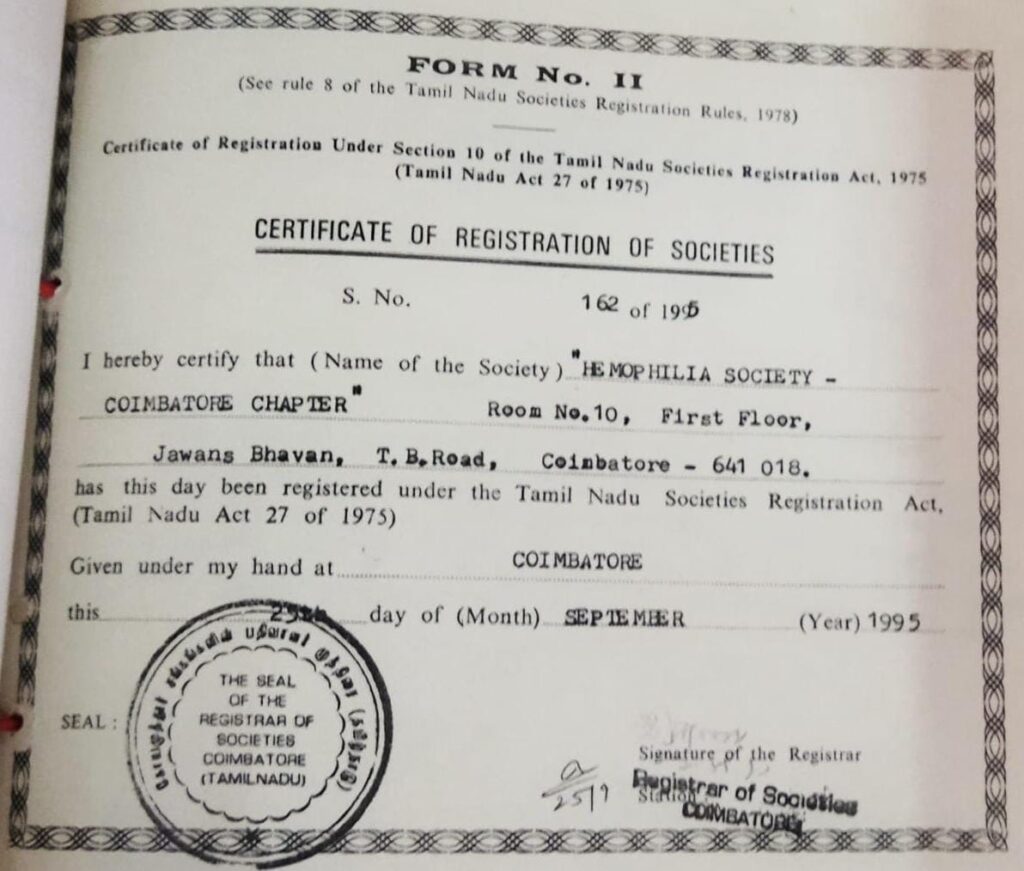 FORM No. II
(See rule 8 of the Tamil Nadu Societies Registration Rules, 1978)
Certificate of Registration Under Section 10 of the Tamil Nadu Societies Registration Act, 1975
(Tamil Nadu Act 27 of 1975)
CERTIFICATE OF REGISTRATION OF SOCIETIES
S. No. 162 of 1995
I hereby certify that (Name of the Society) "HEMOPHILIA SOCIETY -
COIMBATORE CHAPTER" Room No.10, First Floor,
Jawans Bhavan, T.B.Road, Coimbatore - 641 018.
has this day been registered under the Tamil Nadu Societies Registration Act,
(Tamil Nadu Act 27 of 1975)
Given under my hand at COIMBATORE
this 25th day of (Month) SEPTEMBER (Year) 1995
SEAL :
THE SEAL
OF THE
REGISTRAR OF
SOCIETIES
COIMBATORE
(TAMILNADU)
Signature of the Registrar
25/9
Station
Registrar of Societies
COIMBATORE